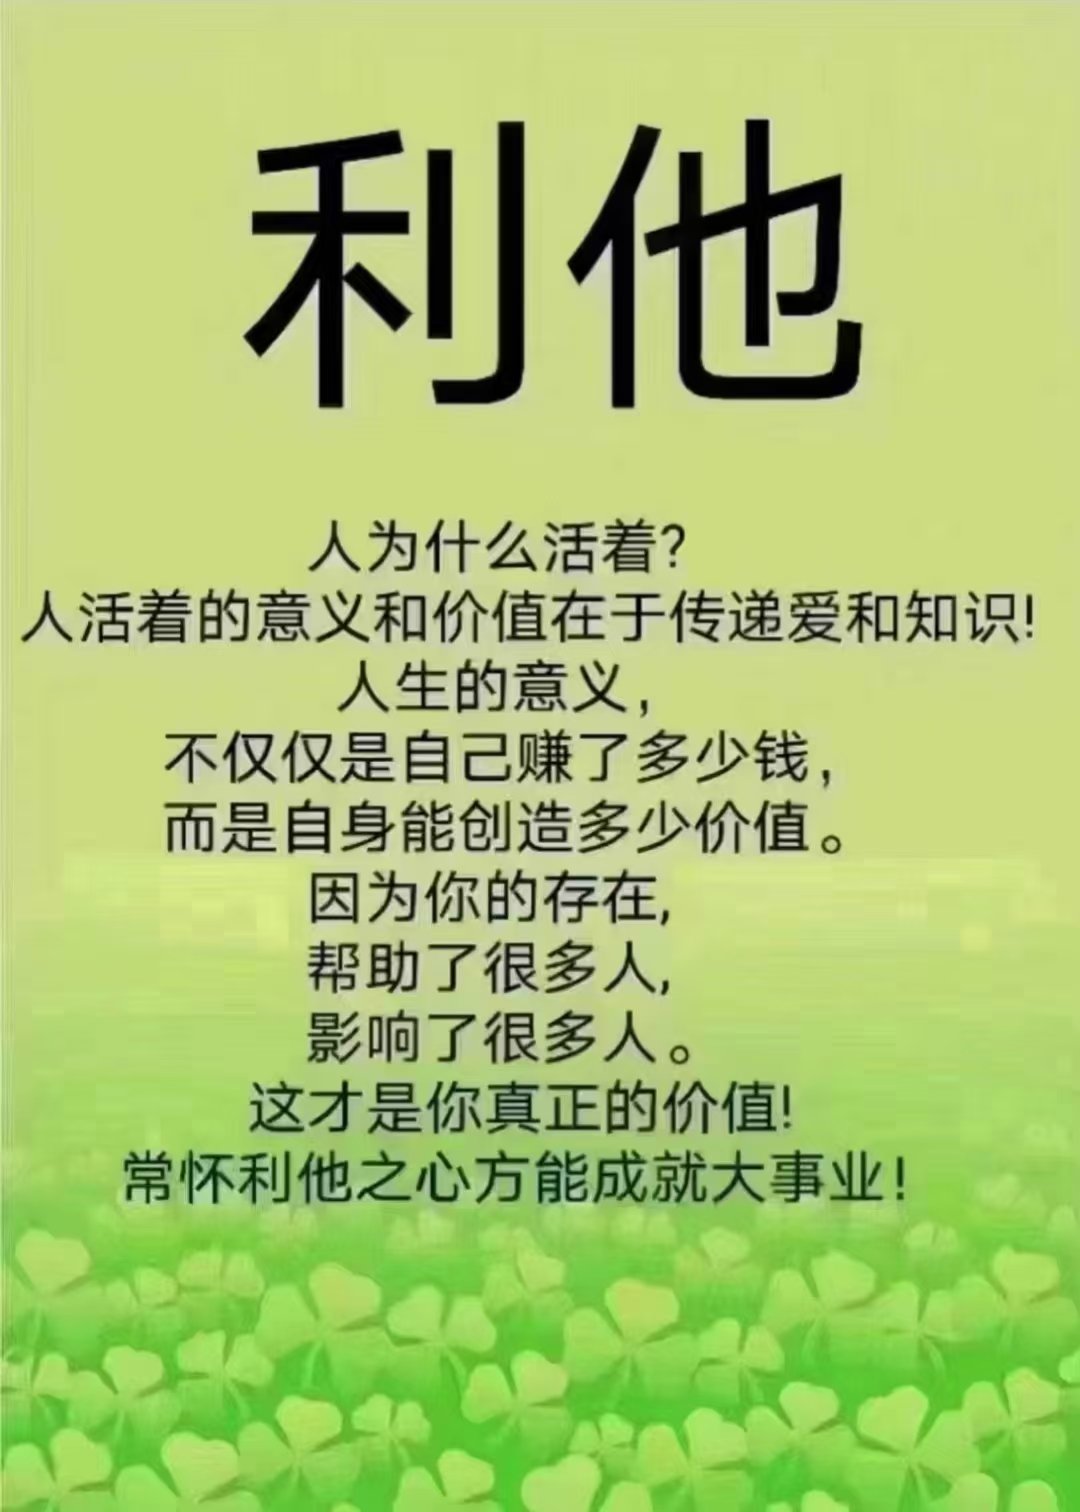 利他
人为什么活着?
人活着的意义和价值在于传递爱和知识!
人生的意义，
不仅仅是自己赚了多少钱，
而是自身能创造多少价值。
因为你的存在,
帮助了很多人,
影响了很多人。
这才是你真正的价值!
常怀利他之心方能成就大事业！